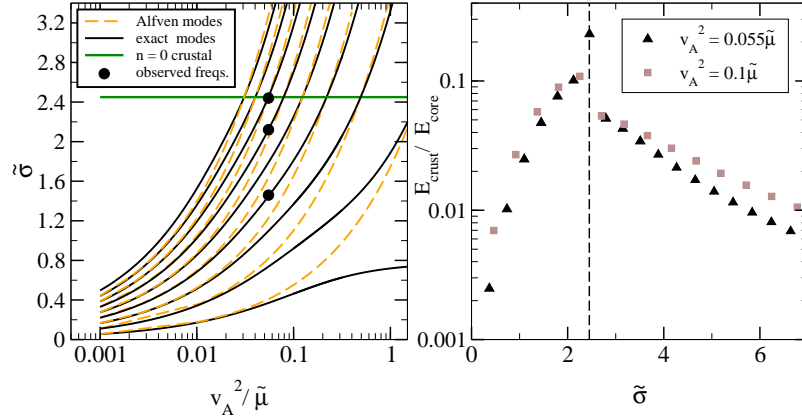 Alfven modes
exact modes
n = 0 crustal
observed freqs.
3.2
2.8
2.4
2
1.6
1.2
0.8
0.4
0
σ̃
0.001
0.01
0.1
1
v_A^2 / μ̃
v_A^2 = 0.055μ̃
v_A^2 = 0.1μ̃
0.1
0.01
0.001
E_crust / E_core
0
2
4
6
σ̃